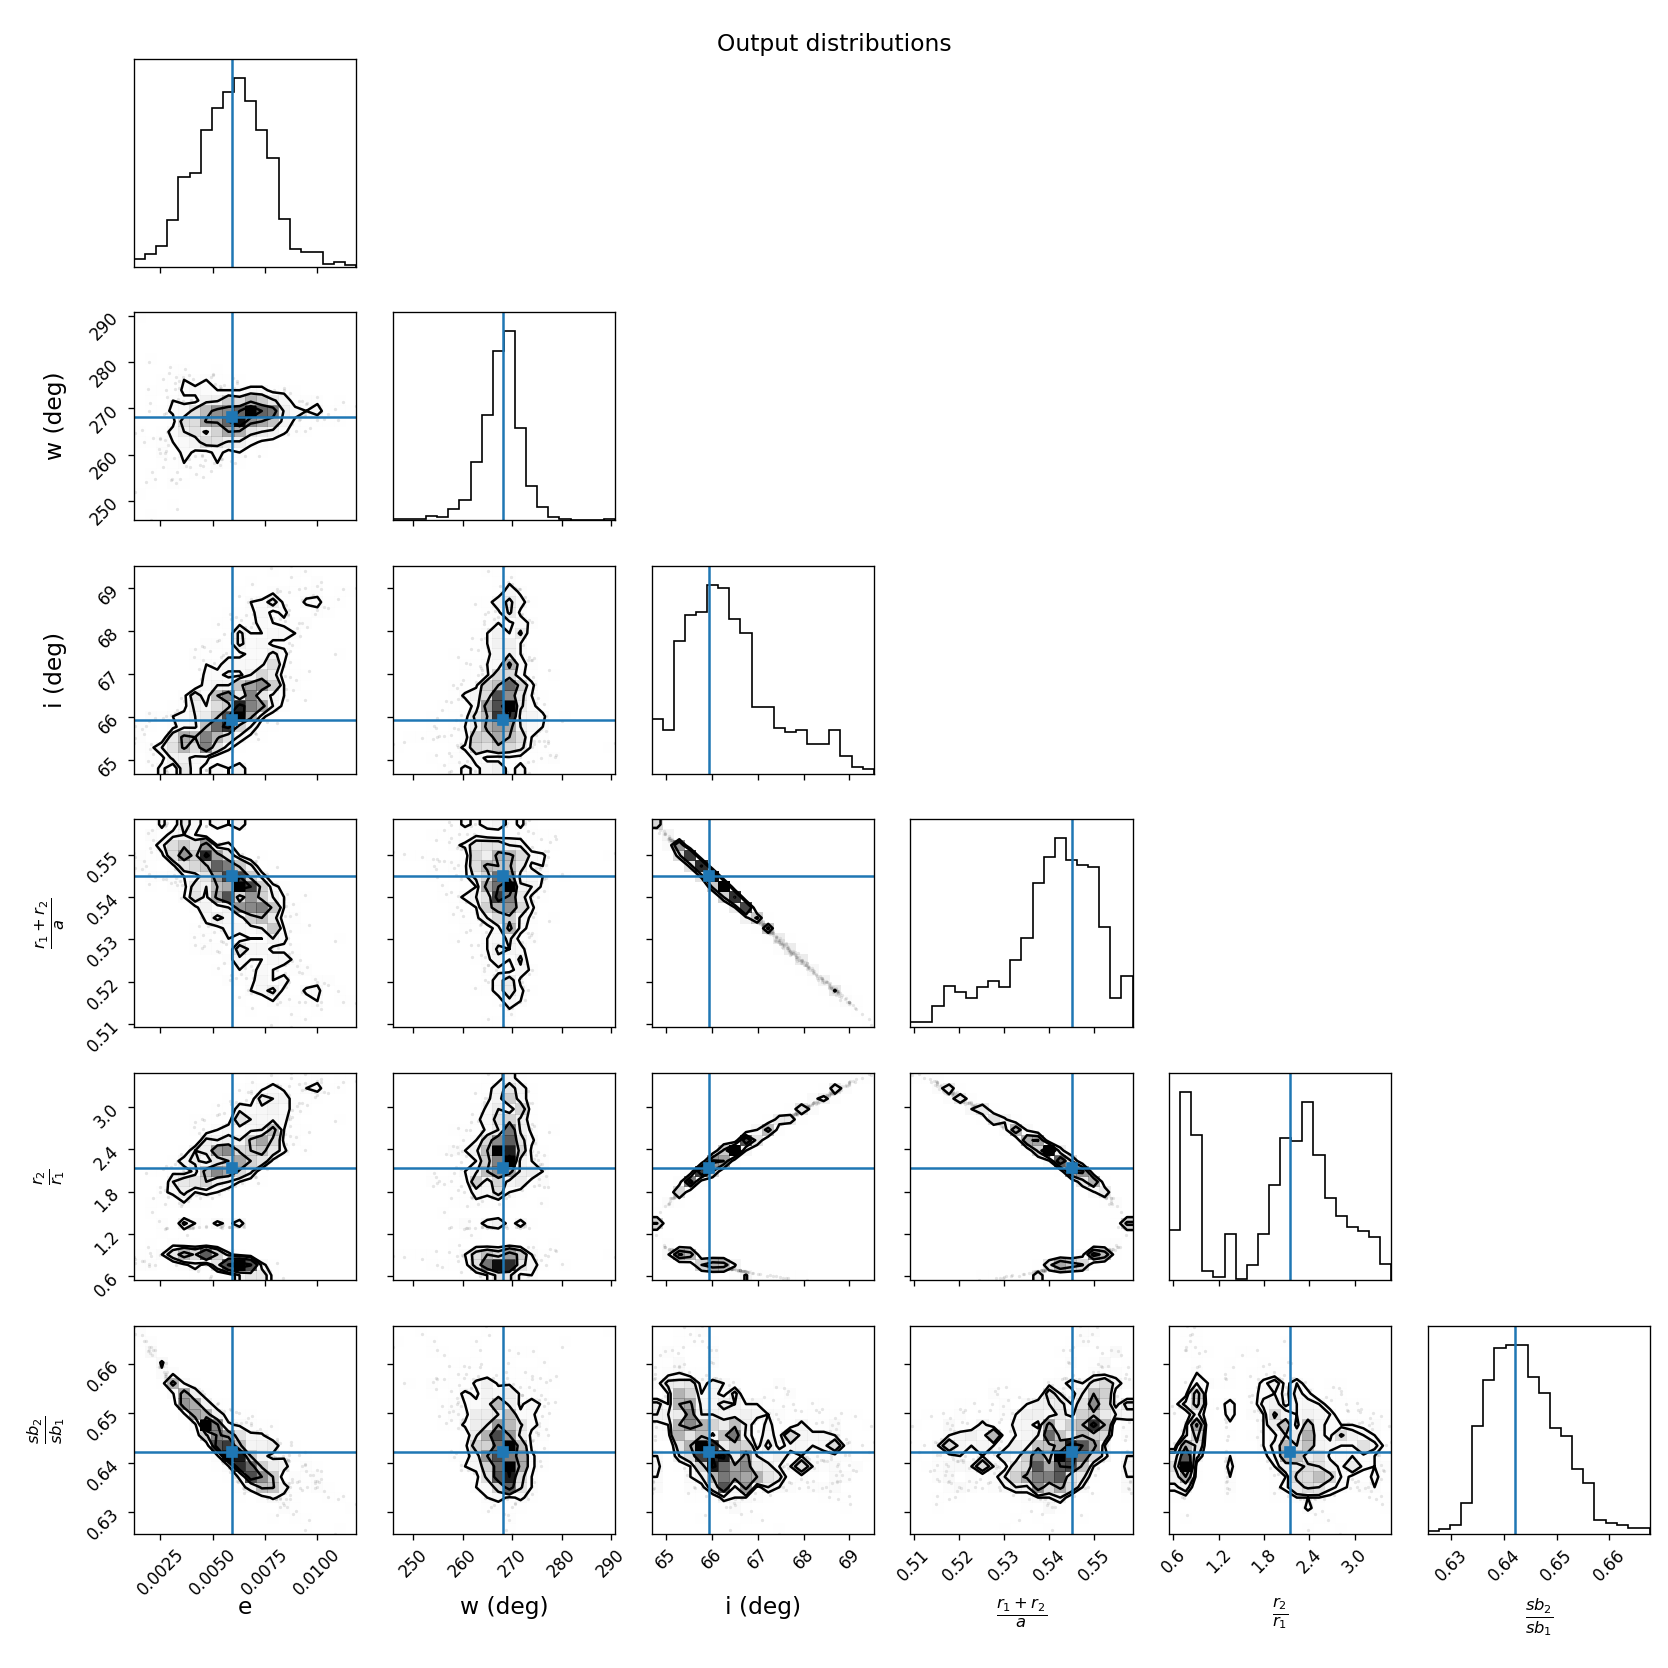 Output distributions
290
280
270
260
250
w (deg)
69
68
67
66
65
i (deg)
0.55
0.54
0.53
0.52
0.51
r₁ + r₂
a
3.0
2.4
1.8
1.2
0.6
r₂
r₁
0.66
0.65
0.64
0.63
sb₂
sb₁
0.0025 0.0050 0.0075 0.0100
250 260 270 280 290
65 66 67 68 69
0.51 0.52 0.53 0.54 0.55
0.6 1.2 1.8 2.4 3.0
0.63 0.64 0.65 0.66
e
w (deg)
i (deg)
r₁ + r₂
a
r₂
r₁
sb₂
sb₁